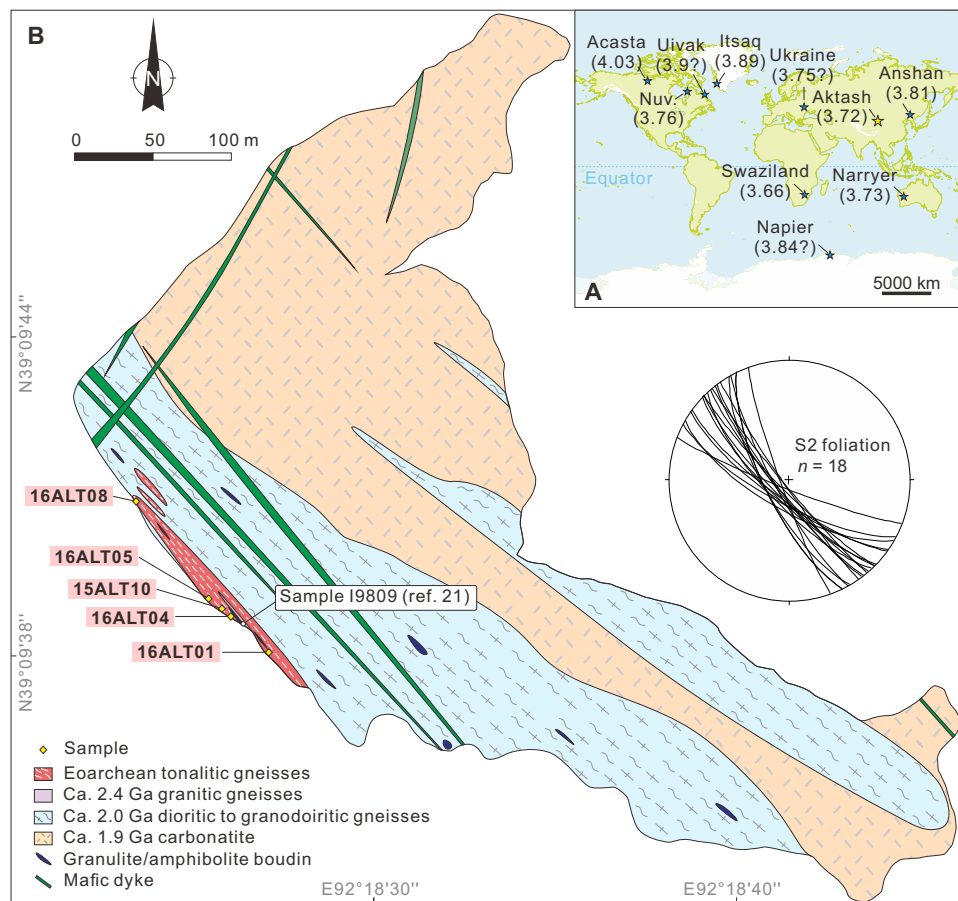 B
N
0 50 100 m
A
Acasta
(4.03)
Uivak
(3.9?)
Itsaq
(3.89)
Ukraine
(3.75?)
Anshan
(3.81)
Nuv.
(3.76)
Aktash
(3.72)
Equator
Swaziland
(3.66)
Narryer
(3.73)
Napier
(3.84?)
5000 km
N39°09'44''
N39°09'38''
S2 foliation
n = 18
16ALT08
16ALT05
15ALT10
16ALT04
16ALT01
Sample I9809 (ref. 21)
Sample
Eoarchean tonalitic gneisses
Ca. 2.4 Ga granitic gneisses
Ca. 2.0 Ga dioritic to granodoiritic gneisses
Ca. 1.9 Ga carbonatite
Granulite/amphibolite boudin
Mafic dyke
E92°18'30''
E92°18'40''